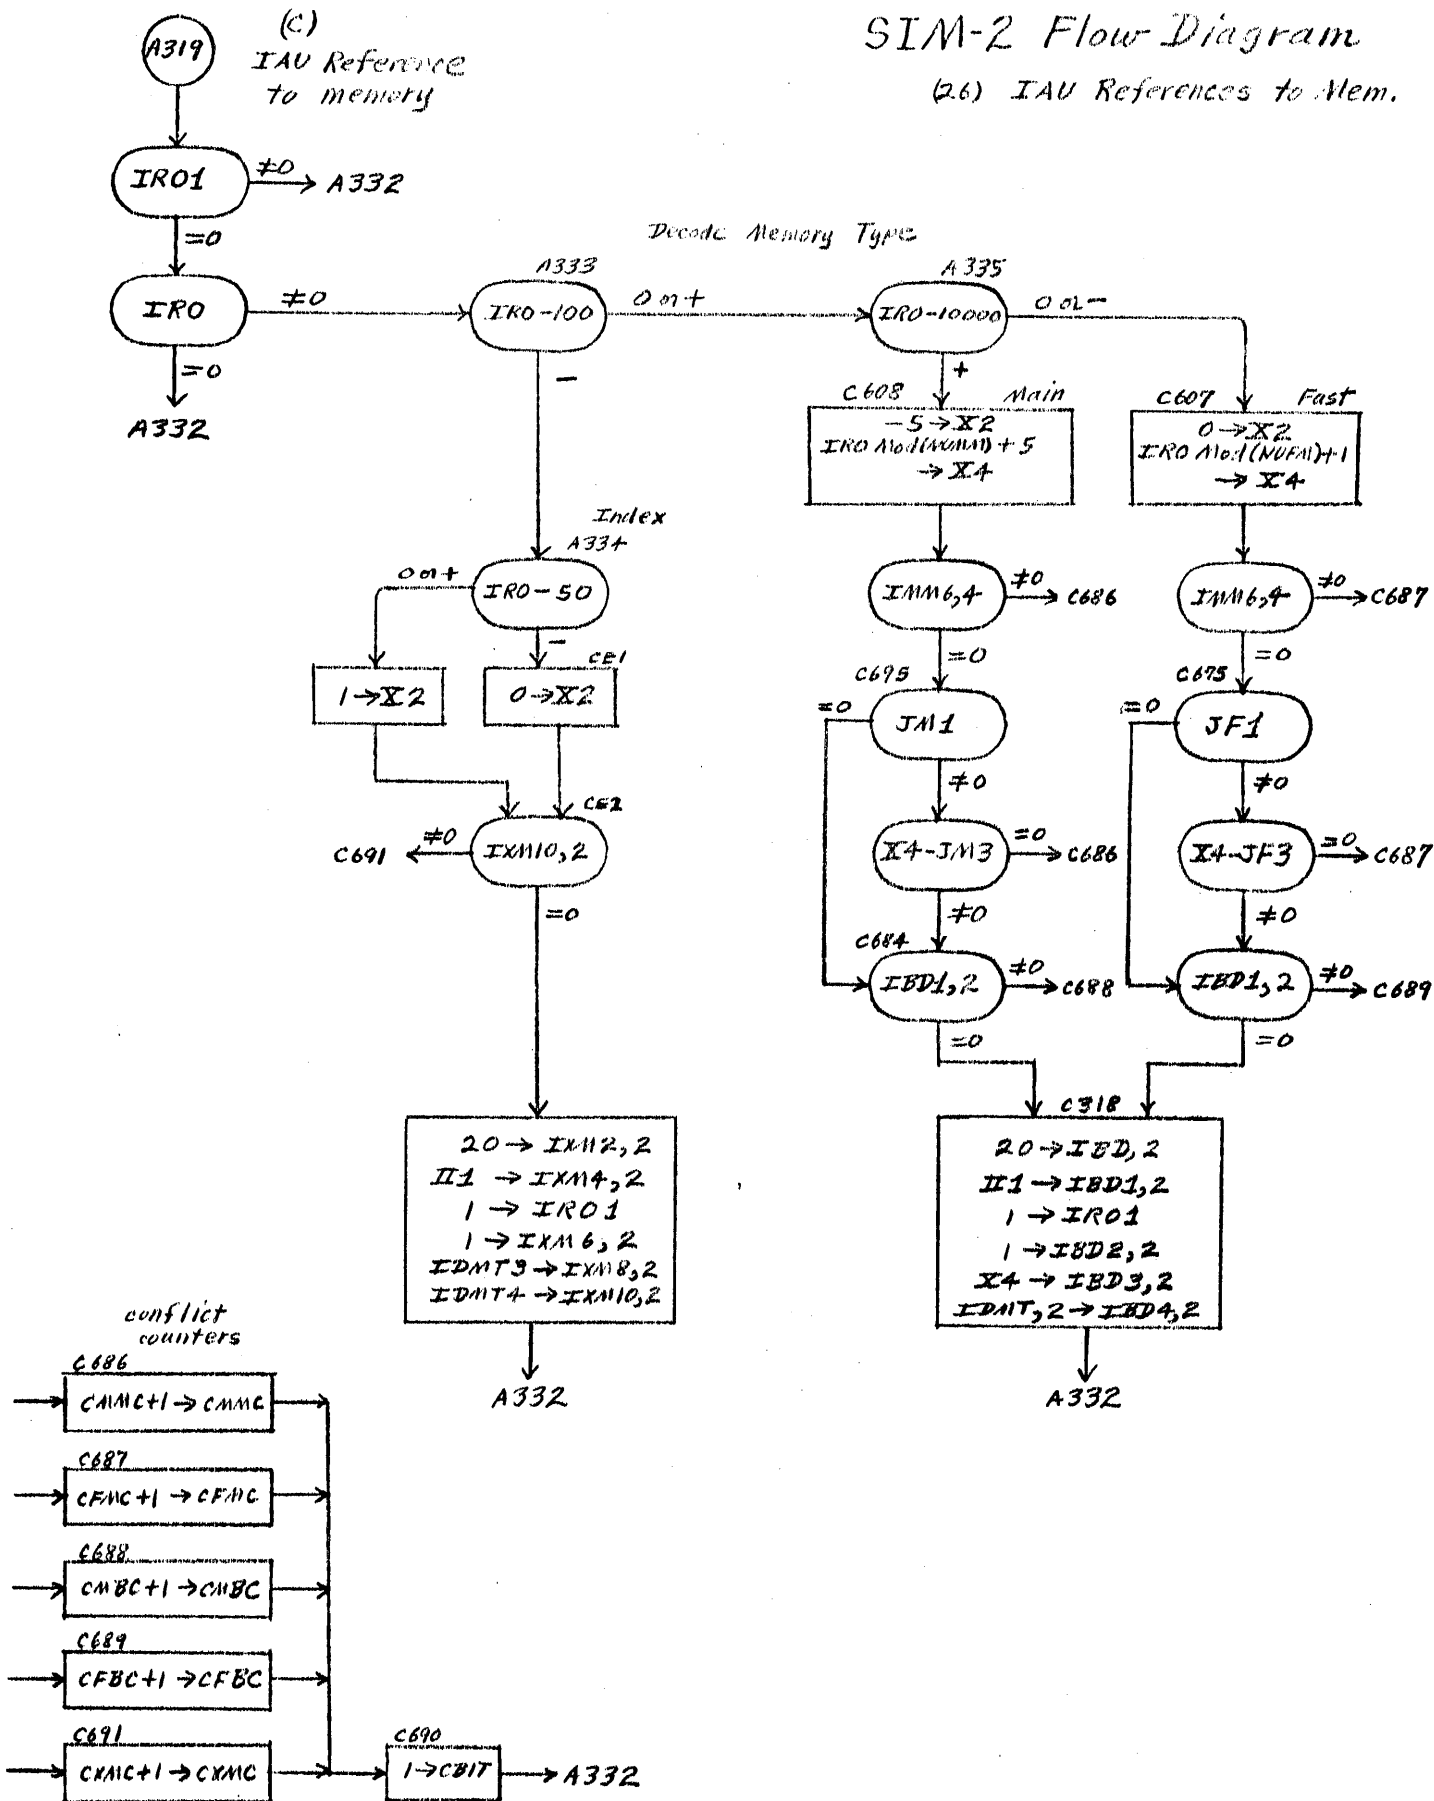 SIM-2 Flow Diagram
(26) IAU References to Mem.
(C)
IAU Reference
to memory
A319
IRO1
≠0
A332
=0
IRO
≠0
=0
A332
Decode Memory Type
A333
IRO-100
0 or +
-
A335
IRO-10000
0 or -
+
C608 Main
-5→X2
IRO Mod(NUMM)+5
→X4
C607 Fast
0→X2
IRO Mod(NUFM)+1
→X4
Index
A334
IRO-50
0 or +
-
1→X2
CE1
0→X2
CE2
IXM10,2
≠0
C691
=0
IMM6,4
≠0
C686
=0
IMM6,4
≠0
C687
=0
C695
JM1
=0
≠0
C675
JF1
=0
≠0
X4-JM3
=0
C686
≠0
X4-JF3
=0
C687
≠0
C684
IBD1,2
≠0
C688
=0
IBD1,2
≠0
C689
=0
20→IXM2,2
II1→IXM4,2
1→IRO1
1→IXM6,2
IDMT3→IXM8,2
IDMT4→IXM10,2
A332
C318
20→IBD,2
II1→IBD1,2
1→IRO1
1→IBD2,2
X4→IBD3,2
IDMT,2→IBD4,2
A332
conflict
counters
C686
CMMC+1→CMMC
C687
CFMC+1→CFMC
C688
CMBC+1→CMBC
C689
CFBC+1→CFBC
C691
CXMC+1→CXMC
C690
1→CBIT
A332